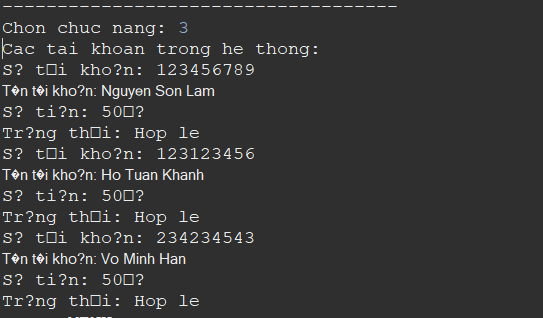 ------------------------------------
Chon chuc nang: 3
Cac tai khoan trong he thong:
S? t□i kho?n: 123456789
T�n t�i kho?n: Nguyen Son Lam
S? ti?n: 50□?
Tr?ng th□i: Hop le
S? t□i kho?n: 123123456
T�n t�i kho?n: Ho Tuan Khanh
S? ti?n: 50□?
Tr?ng th□i: Hop le
S? t□i kho?n: 234234543
T�n t�i kho?n: Vo Minh Han
S? ti?n: 50□?
Tr?ng th□i: Hop le